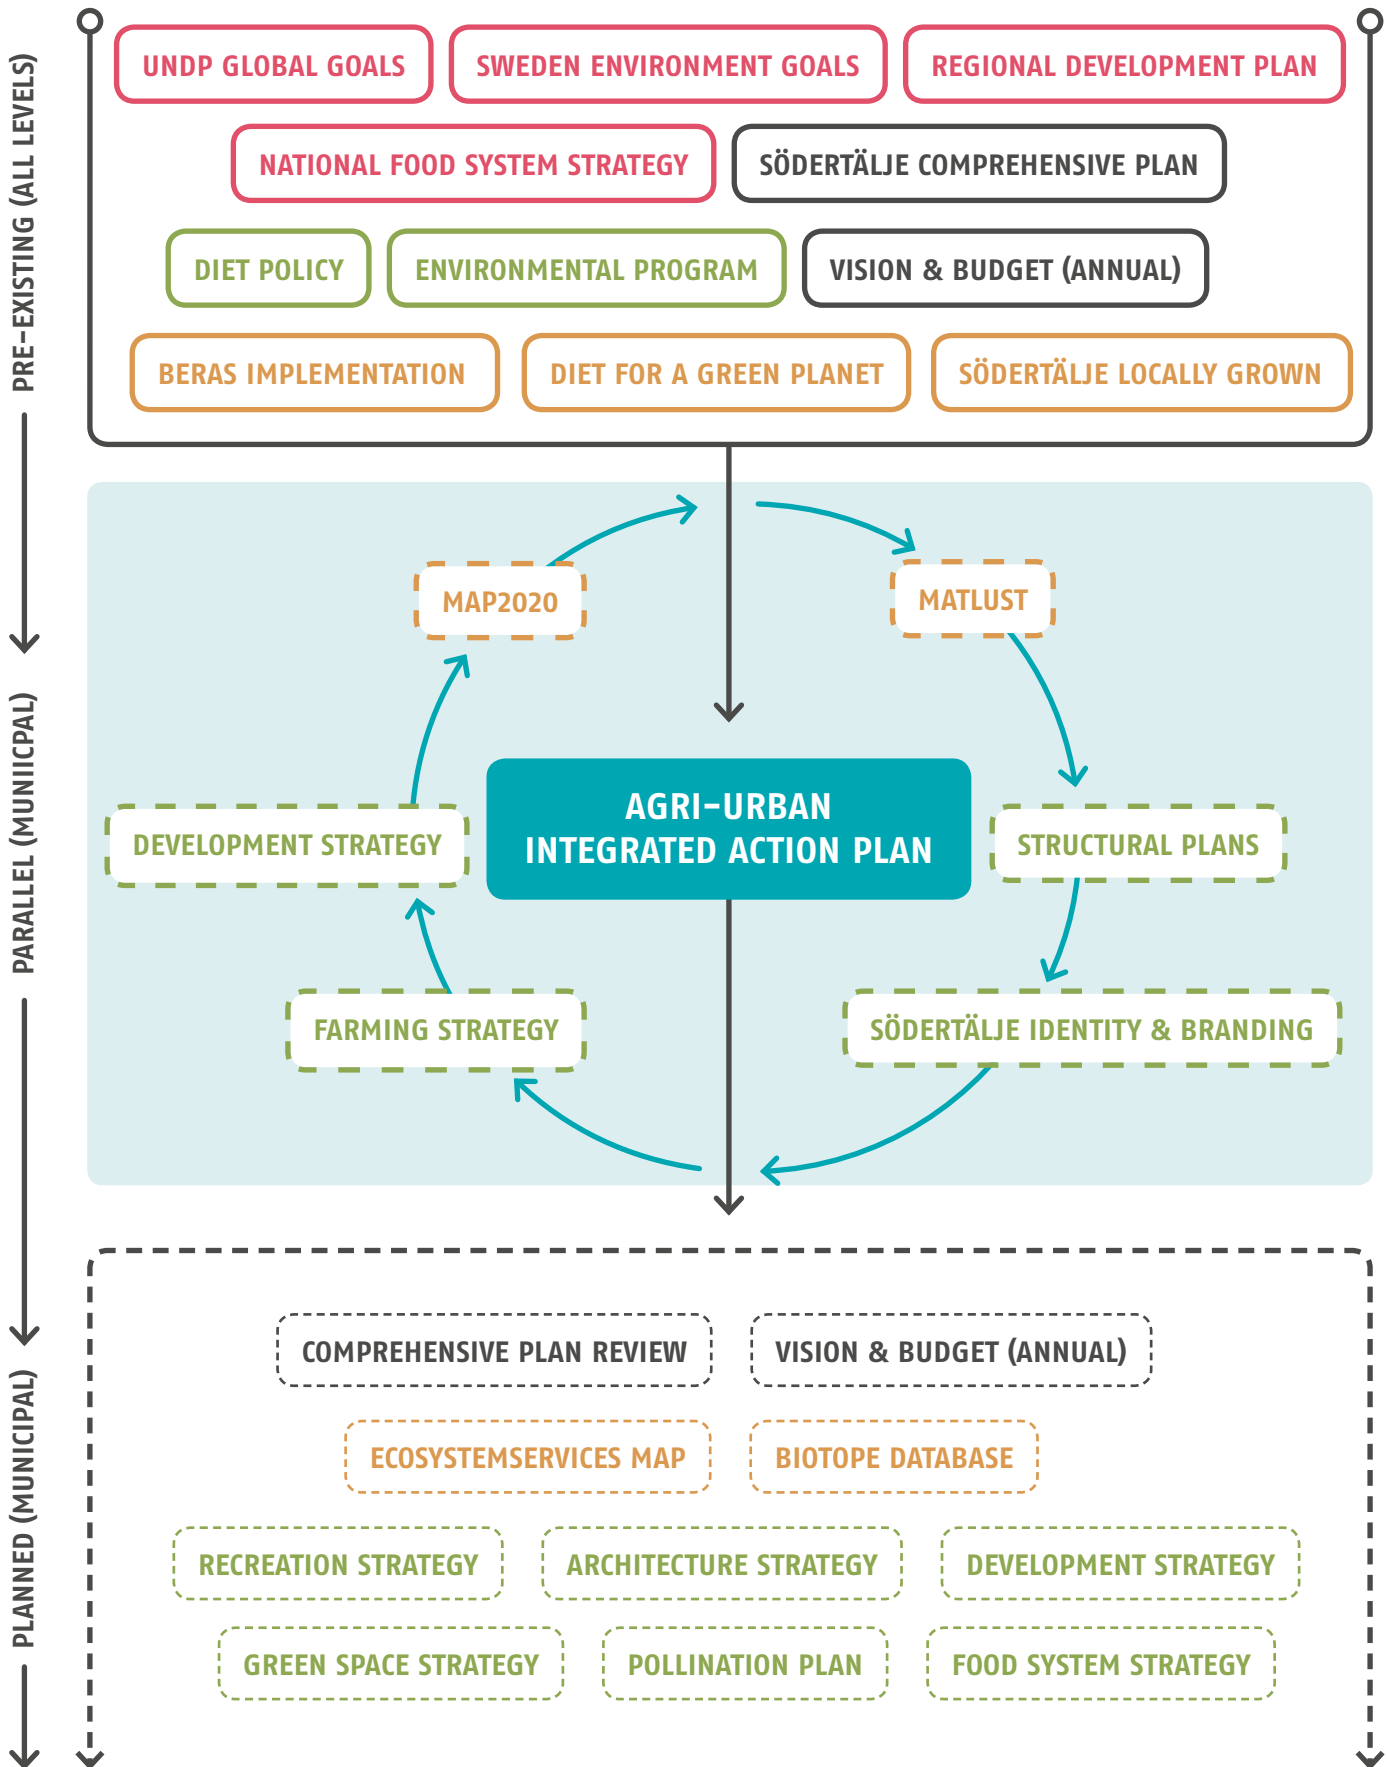 PRE-EXISTING (ALL LEVELS)
UNDP GLOBAL GOALS
SWEDEN ENVIRONMENT GOALS
REGIONAL DEVELOPMENT PLAN
NATIONAL FOOD SYSTEM STRATEGY
SÖDERTÄLJE COMPREHENSIVE PLAN
DIET POLICY
ENVIRONMENTAL PROGRAM
VISION & BUDGET (ANNUAL)
BERAS IMPLEMENTATION
DIET FOR A GREEN PLANET
SÖDERTÄLJE LOCALLY GROWN
PARALLEL (MUNIICPAL)
MAP2020
MATLUST
AGRI-URBAN
INTEGRATED ACTION PLAN
DEVELOPMENT STRATEGY
STRUCTURAL PLANS
FARMING STRATEGY
SÖDERTÄLJE IDENTITY & BRANDING
PLANNED (MUNICIPAL)
COMPREHENSIVE PLAN REVIEW
VISION & BUDGET (ANNUAL)
ECOSYSTEMSERVICES MAP
BIOTOPE DATABASE
RECREATION STRATEGY
ARCHITECTURE STRATEGY
DEVELOPMENT STRATEGY
GREEN SPACE STRATEGY
POLLINATION PLAN
FOOD SYSTEM STRATEGY